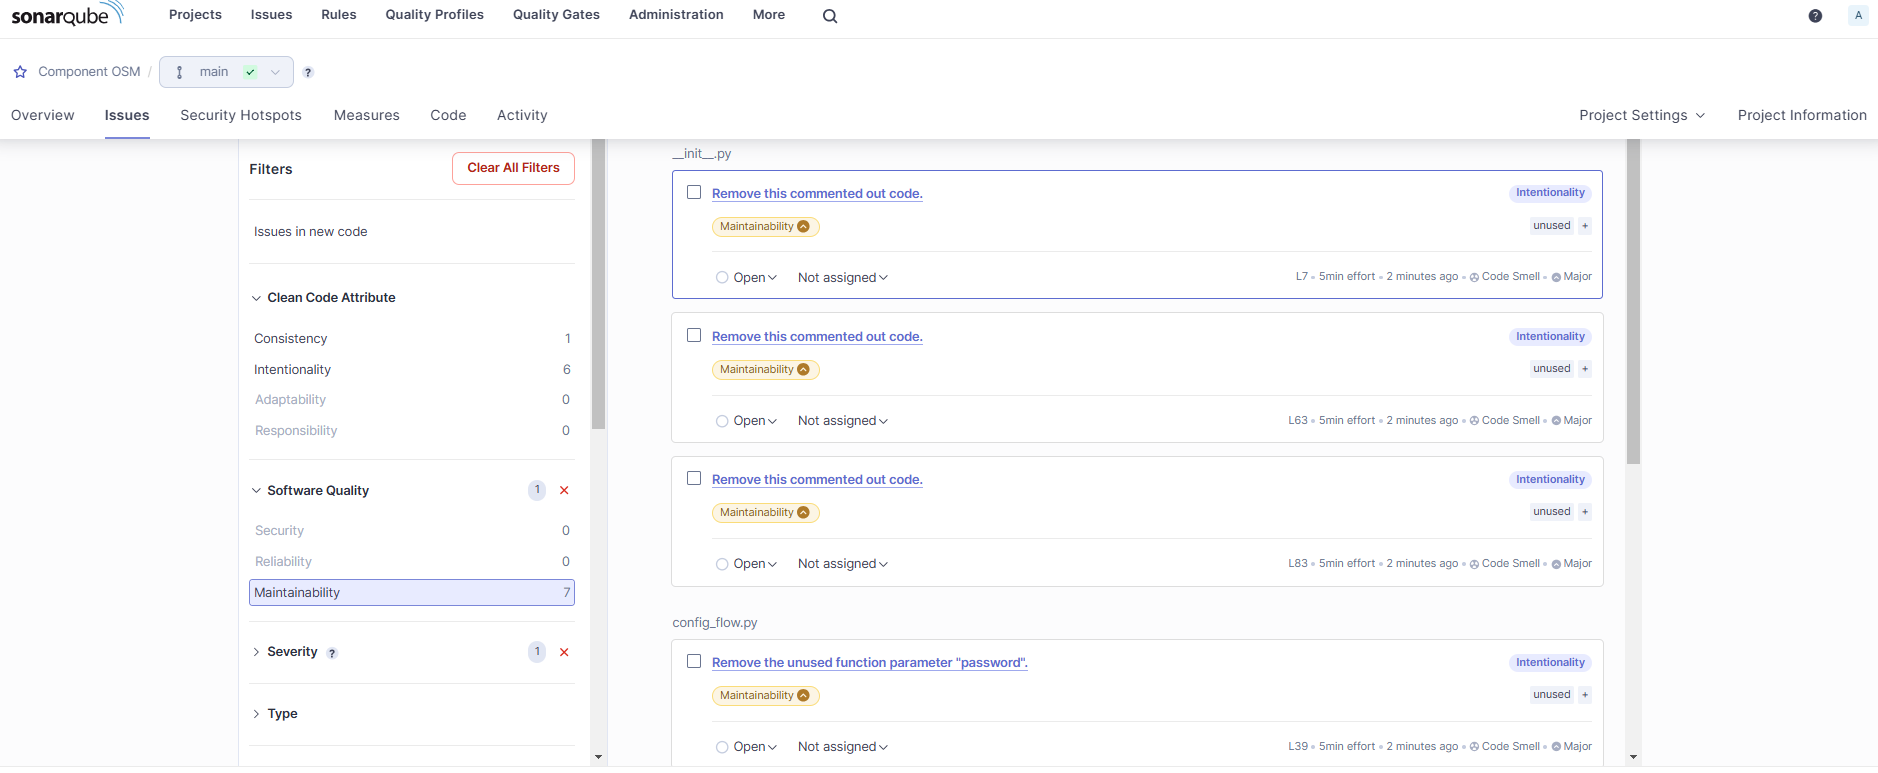 sonarqube Projects Issues Rules Quality Profiles Quality Gates Administration More ? A
Component OSM / main ?
Overview Issues Security Hotspots Measures Code Activity Project Settings Project Information
Filters Clear All Filters
Issues in new code
Clean Code Attribute
Consistency 1
Intentionality 6
Adaptability 0
Responsibility 0
Software Quality 1
Security 0
Reliability 0
Maintainability 7
Severity ? 1
Type
__init__.py
Remove this commented out code. Intentionality
Maintainability unused +
Open Not assigned L7 • 5min effort • 2 minutes ago • Code Smell • Major
Remove this commented out code. Intentionality
Maintainability unused +
Open Not assigned L63 • 5min effort • 2 minutes ago • Code Smell • Major
Remove this commented out code. Intentionality
Maintainability unused +
Open Not assigned L83 • 5min effort • 2 minutes ago • Code Smell • Major
config_flow.py
Remove the unused function parameter "password". Intentionality
Maintainability unused +
Open Not assigned L39 • 5min effort • 2 minutes ago • Code Smell • Major